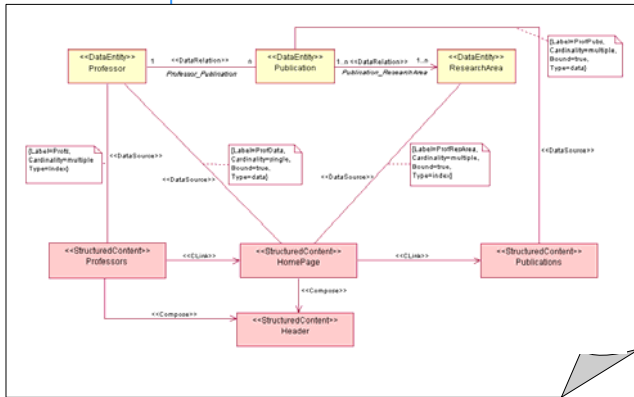 [Label=ProfPubs,
Cardinality=multiple,
Bound=true,
Type=data]
<<DataEntity>>
Professor
1
<<DataRelation>>
n
Professor_Publication
<<DataEntity>>
Publication
1..n
<<DataRelation>>
1..n
Publication_ResearchArea
<<DataEntity>>
ResearchArea
[Label=Profs,
Cardinality=multiple
Type=index]
<<DataSource>>
[Label=ProfData,
Cardinality=single,
Bound=true,
Type=data]
<<DataSource>>
[Label=ProfResArea,
Cardinality=multiple,
Bound=true,
Type=index]
<<DataSource>>
<<DataSource>>
<<StructuredContent>>
Professors
<<CLink>>
<<StructuredContent>>
HomePage
<<CLink>>
<<StructuredContent>>
Publications
<<Compose>>
<<Compose>>
<<StructuredContent>>
Header